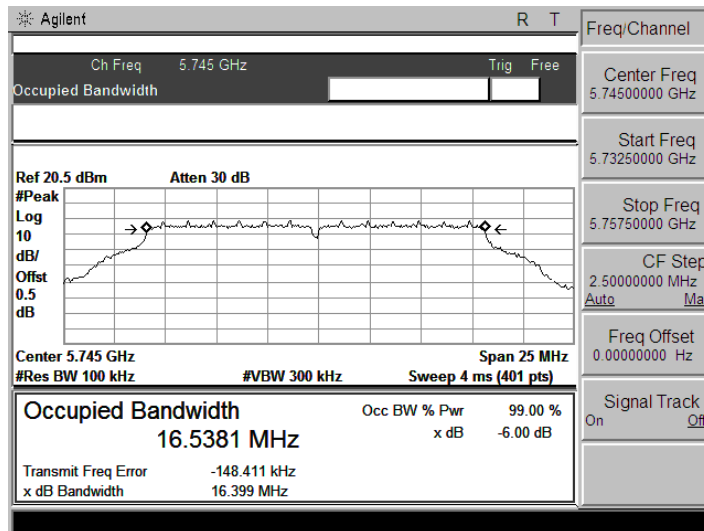 Agilent R T
Ch Freq 5.745 GHz Trig Free
Occupied Bandwidth
Ref 20.5 dBm Atten 30 dB
#Peak
Log
10
dB/
Offst
0.5
dB
Center 5.745 GHz Span 25 MHz
#Res BW 100 kHz #VBW 300 kHz Sweep 4 ms (401 pts)
Occupied Bandwidth Occ BW % Pwr 99.00 %
16.5381 MHz x dB -6.00 dB
Transmit Freq Error -148.411 kHz
x dB Bandwidth 16.399 MHz
Freq/Channel
Center Freq
5.74500000 GHz
Start Freq
5.73250000 GHz
Stop Freq
5.75750000 GHz
CF Step
2.50000000 MHz
Auto Ma
Freq Offset
0.00000000 Hz
Signal Track
On Off